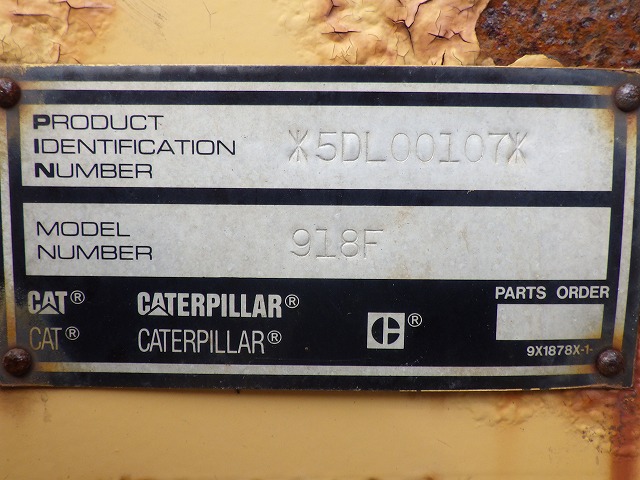 PRODUCT
IDENTIFICATION
NUMBER
*5DL00107*
MODEL
NUMBER
918F
CAT® CATERPILLAR®
CAT® CATERPILLAR® C®
PARTS ORDER
9X1878X-1-